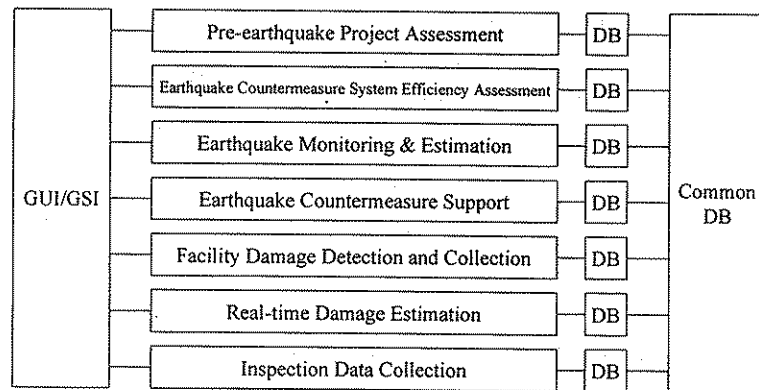 Pre-earthquake Project Assessment
DB
Earthquake Countermeasure System Efficiency Assessment
DB
Earthquake Monitoring & Estimation
DB
GUI/GSI
Earthquake Countermeasure Support
DB
Common
DB
Facility Damage Detection and Collection
DB
Real-time Damage Estimation
DB
Inspection Data Collection
DB